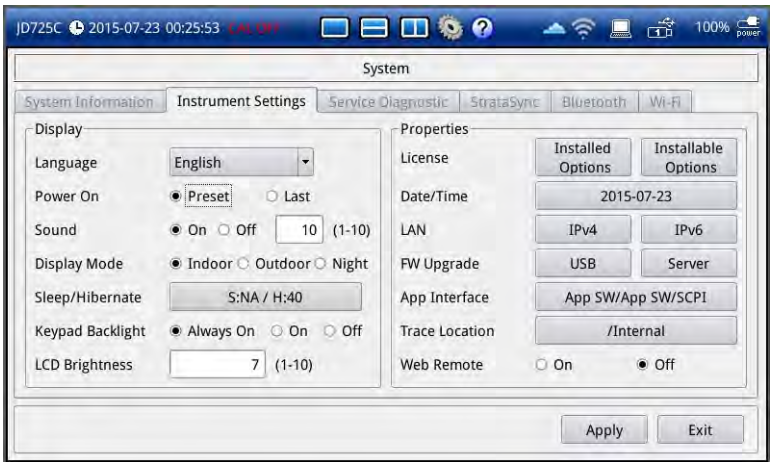 JD725C 2015-07-23 00:25:53 CAL OFF 100% power
System
System Information Instrument Settings Service Diagnostic StrataSync Bluetooth Wi-Fi
Display
Language English
Power On Preset Last
Sound On Off 10 (1-10)
Display Mode Indoor Outdoor Night
Sleep/Hibernate S:NA / H:40
Keypad Backlight Always On On Off
LCD Brightness 7 (1-10)
Properties
License Installed Options Installable Options
Date/Time 2015-07-23
LAN IPv4 IPv6
FW Upgrade USB Server
App Interface App SW/App SW/SCPI
Trace Location /Internal
Web Remote On Off
Apply Exit